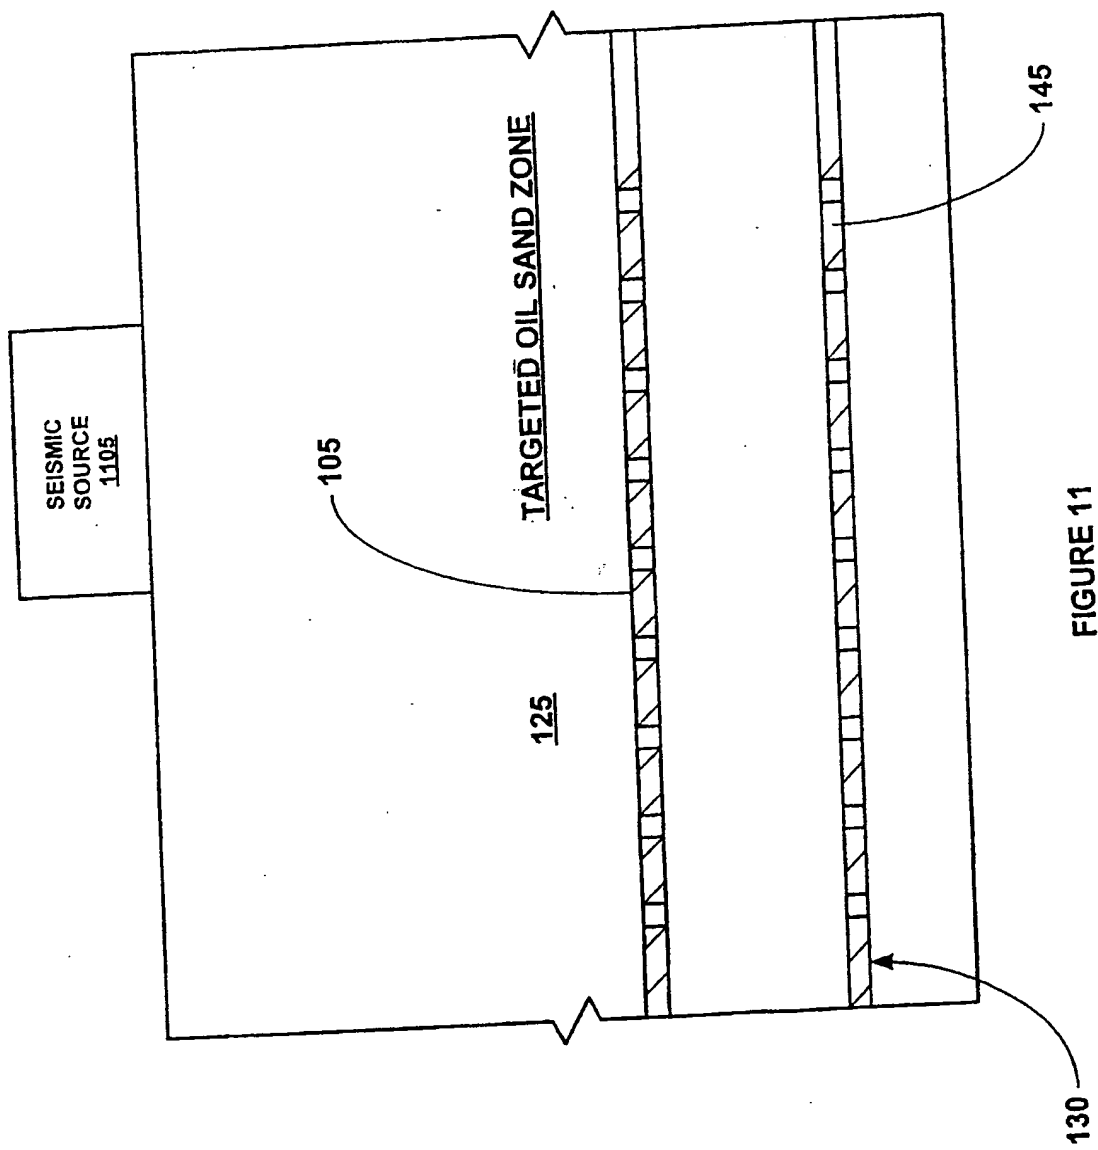 SEISMIC
SOURCE
1105
105
TARGETED OIL SAND ZONE
125
145
130
FIGURE 11